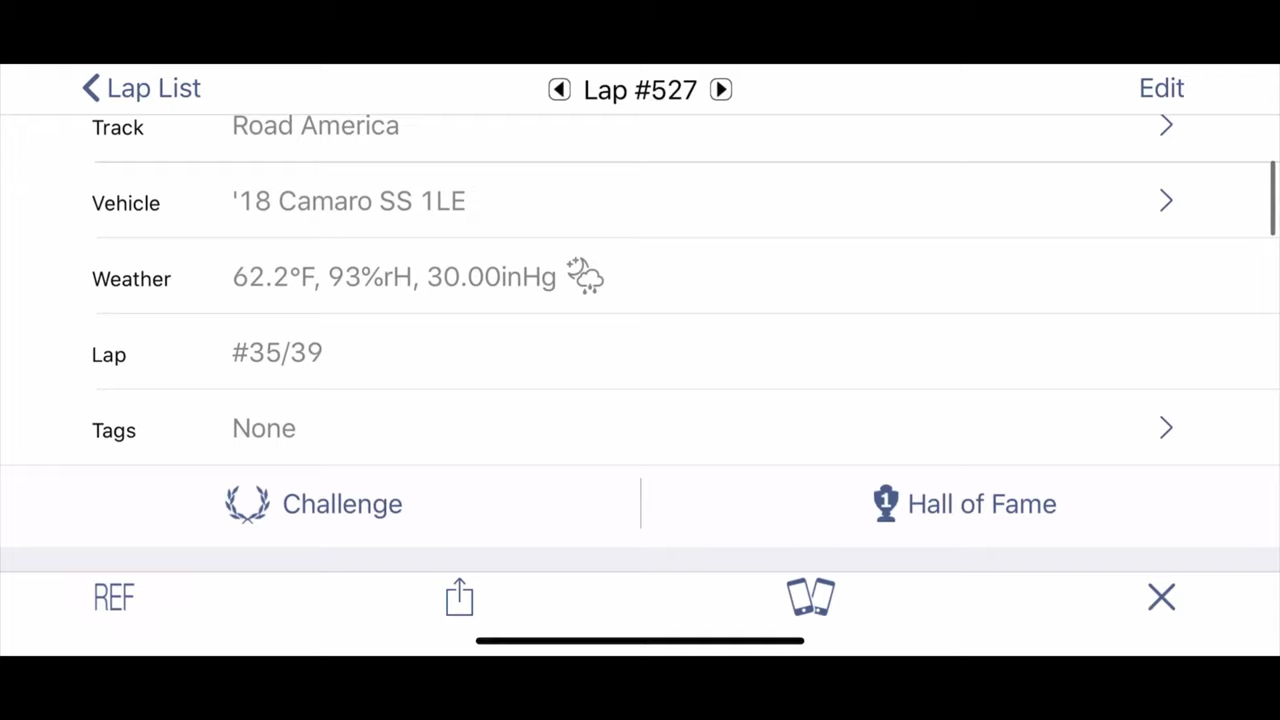 Lap List
Lap #527
Edit
Track Road America
Vehicle '18 Camaro SS 1LE
Weather 62.2°F, 93%rH, 30.00inHg
Lap #35/39
Tags None
Challenge
1 Hall of Fame
REF